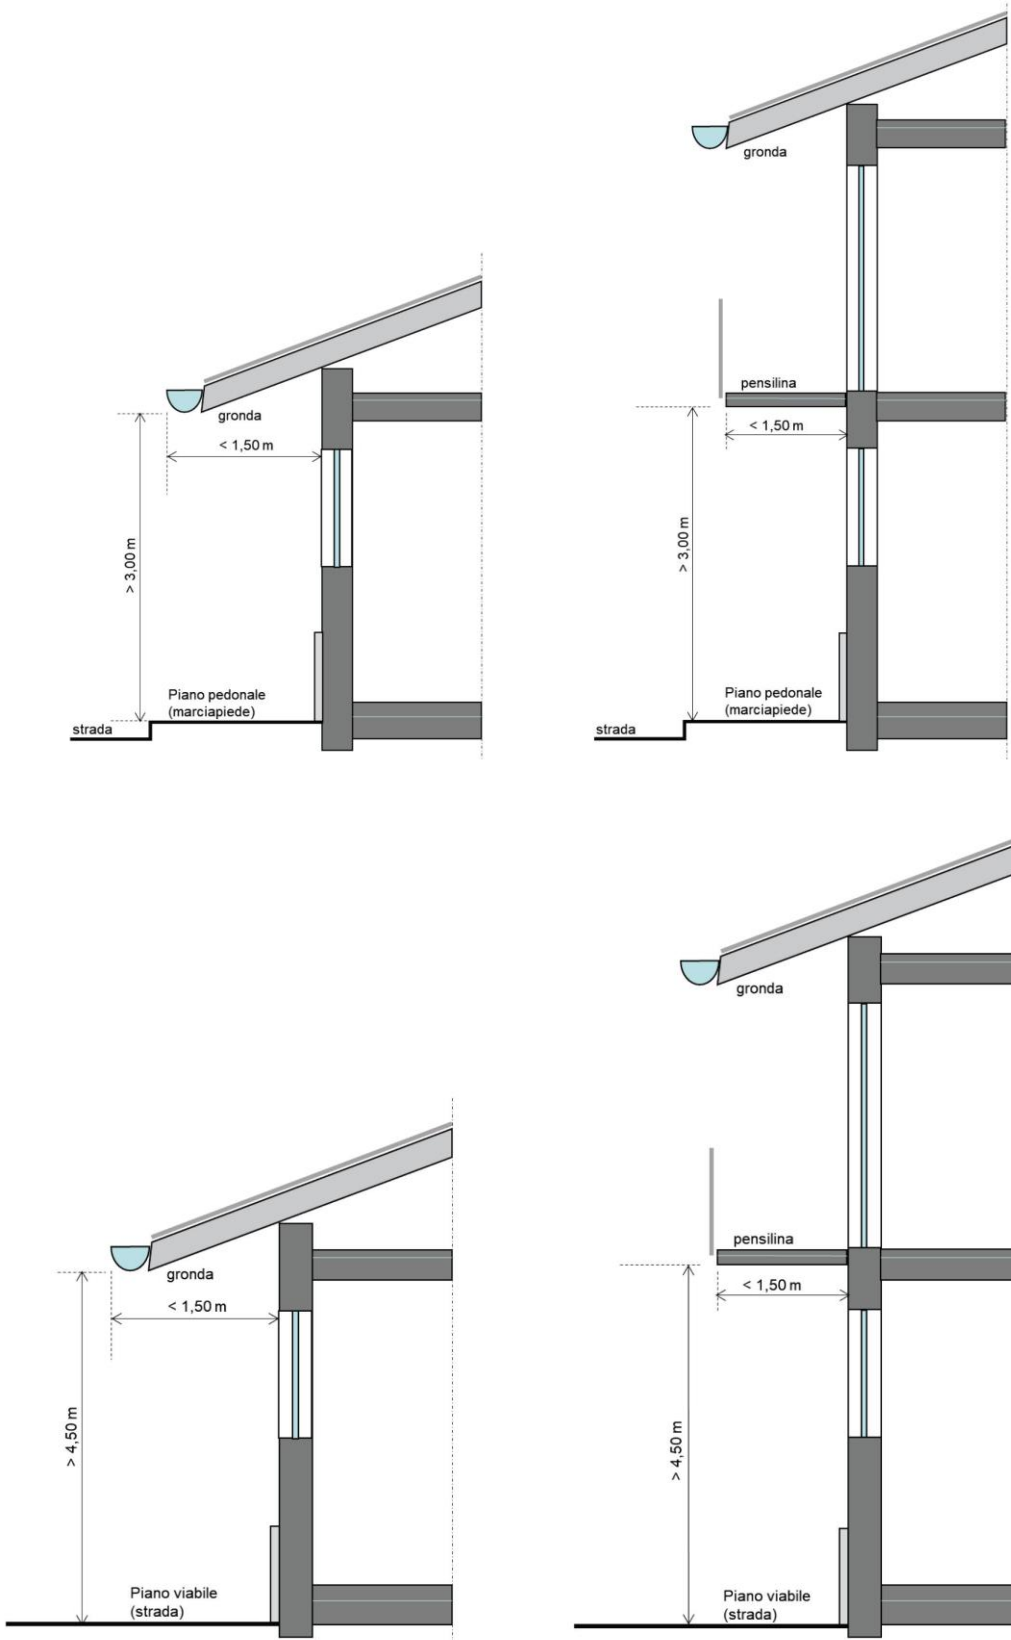 gronda
< 1,50 m
> 3,00 m
Piano pedonale
(marciapiede)
strada
gronda
pensilina
< 1,50 m
> 3,00 m
Piano pedonale
(marciapiede)
strada
gronda
< 1,50 m
> 4,50 m
Piano viabile
(strada)
gronda
pensilina
< 1,50 m
> 4,50 m
Piano viabile
(strada)